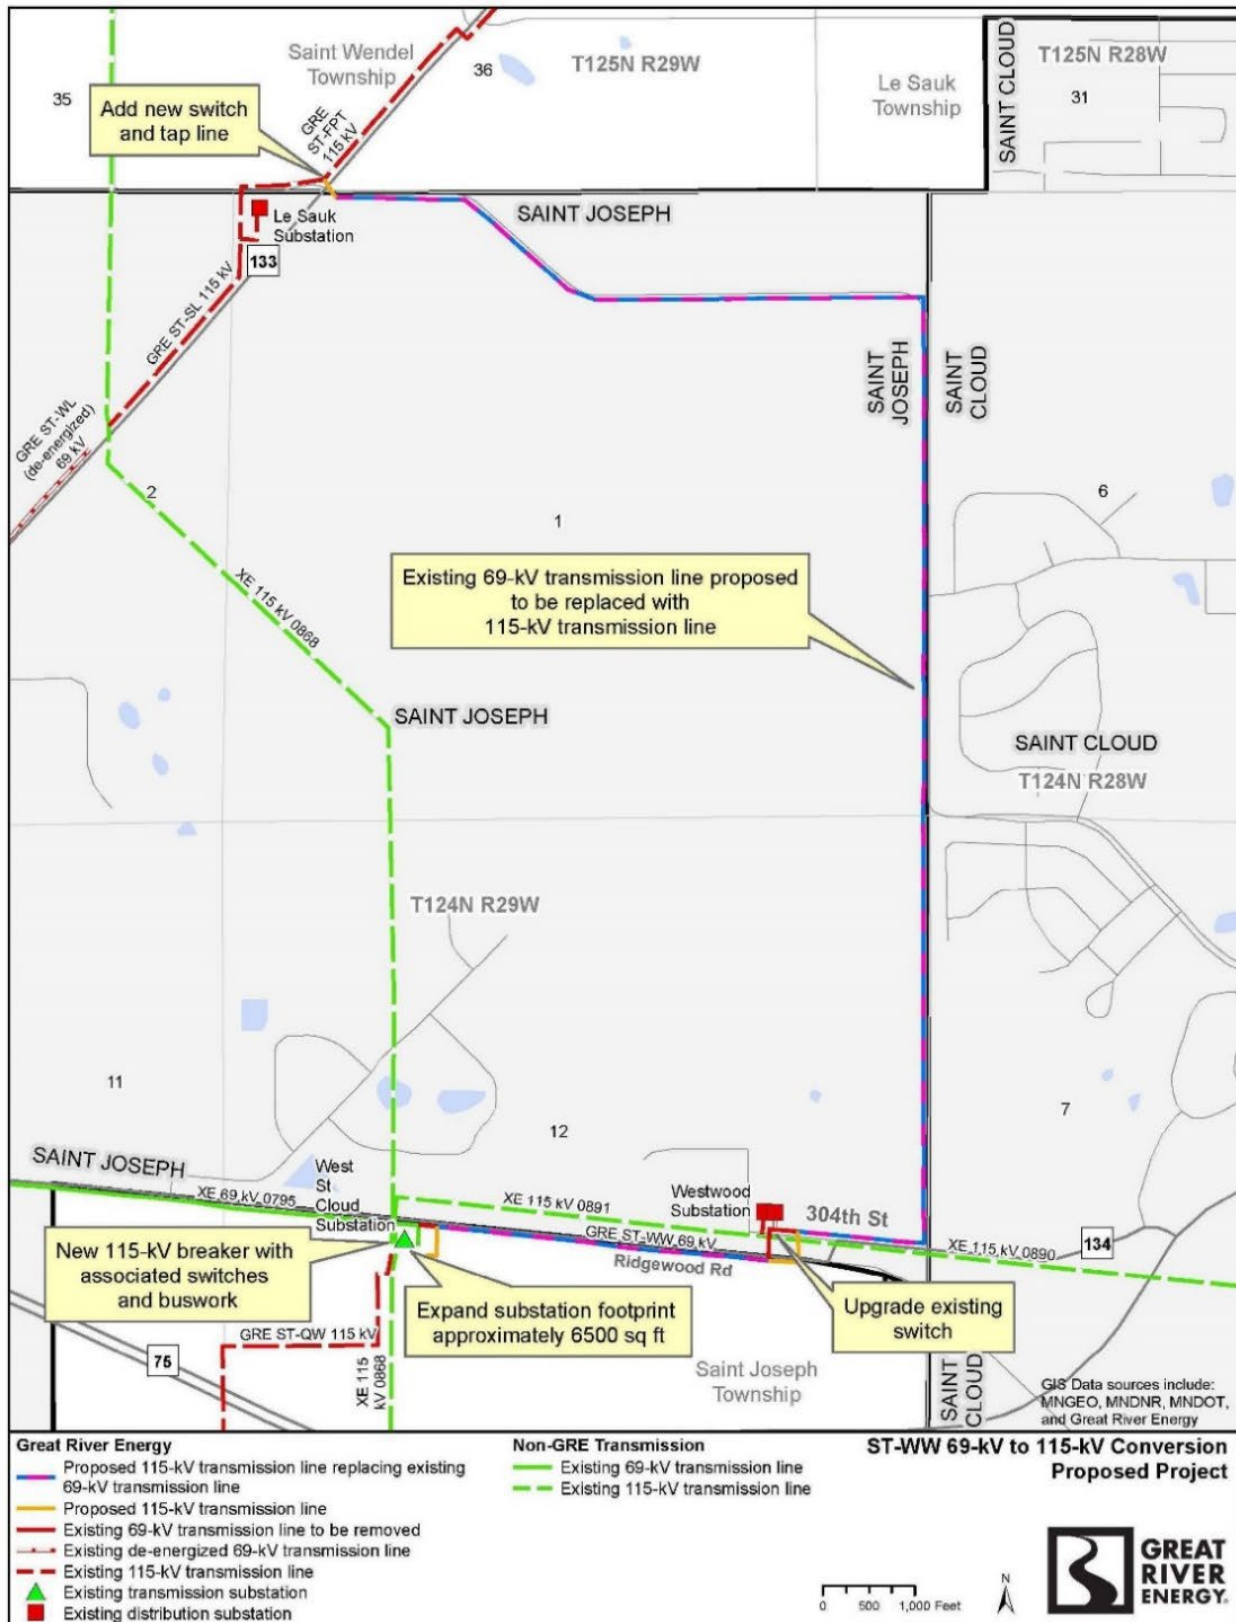 Saint Wendel
Township
36
T125N R29W
Le Sauk
Township
SAINT CLOUD
T125N R28W
31
35
Add new switch
and tap line
GRE
ST-FPT
115 kV
SAINT JOSEPH
Le Sauk
Substation
133
GRE ST-SL 115 kV
SAINT
JOSEPH
SAINT
CLOUD
GRE ST-WL
(de-energized)
69 kV
2
1
6
XE 115 kV 0868
Existing 69-kV transmission line proposed
to be replaced with
115-kV transmission line
SAINT JOSEPH
SAINT CLOUD
T124N R28W
T124N R29W
11
12
7
SAINT JOSEPH
West
St
Cloud
Substation
XE 69 kV 0795
XE 115 kV 0891
Westwood
Substation
304th St
GRE ST-WW 69 kV
Ridgewood Rd
XE 115 kV 0890
134
New 115-kV breaker with
associated switches
and buswork
Expand substation footprint
approximately 6500 sq ft
Upgrade existing
switch
GRE ST-QW 115 kV
75
XE 115
kV 0868
Saint Joseph
Township
SAINT
CLOUD
GIS Data sources include:
MNGEO, MNDNR, MNDOT,
and Great River Energy
Great River Energy
Proposed 115-kV transmission line replacing existing
69-kV transmission line
Proposed 115-kV transmission line
Existing 69-kV transmission line to be removed
Existing de-energized 69-kV transmission line
Existing 115-kV transmission line
Existing transmission substation
Existing distribution substation
Non-GRE Transmission
Existing 69-kV transmission line
Existing 115-kV transmission line
ST-WW 69-kV to 115-kV Conversion
Proposed Project
0 500 1,000 Feet
N
GREAT
RIVER
ENERGY®